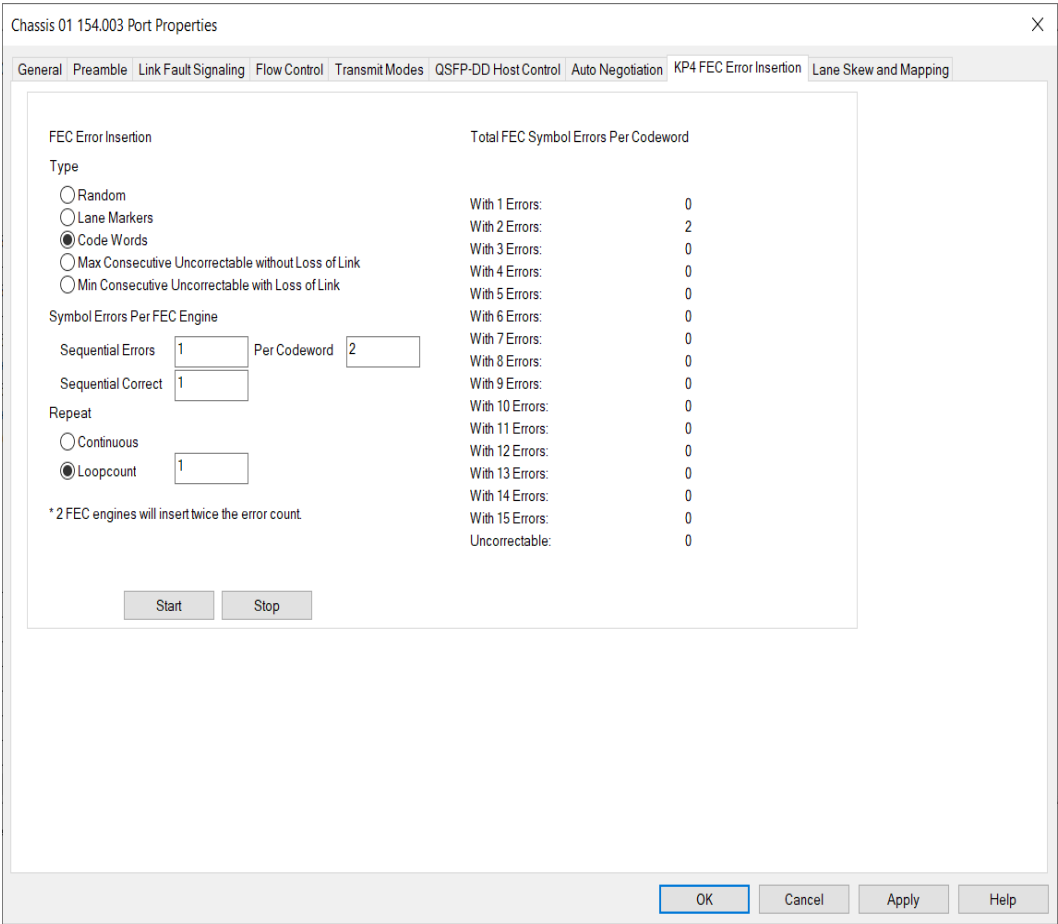 Chassis 01 154.003 Port Properties
General Preamble Link Fault Signaling Flow Control Transmit Modes QSFP-DD Host Control Auto Negotiation KP4 FEC Error Insertion Lane Skew and Mapping
FEC Error Insertion
Type
Random
Lane Markers
Code Words
Max Consecutive Uncorrectable without Loss of Link
Min Consecutive Uncorrectable with Loss of Link
Symbol Errors Per FEC Engine
Sequential Errors 1 Per Codeword 2
Sequential Correct 1
Repeat
Continuous
Loopcount 1
* 2 FEC engines will insert twice the error count.
Start Stop
Total FEC Symbol Errors Per Codeword
With 1 Errors: 0
With 2 Errors: 2
With 3 Errors: 0
With 4 Errors: 0
With 5 Errors: 0
With 6 Errors: 0
With 7 Errors: 0
With 8 Errors: 0
With 9 Errors: 0
With 10 Errors: 0
With 11 Errors: 0
With 12 Errors: 0
With 13 Errors: 0
With 14 Errors: 0
With 15 Errors: 0
Uncorrectable: 0
OK Cancel Apply Help